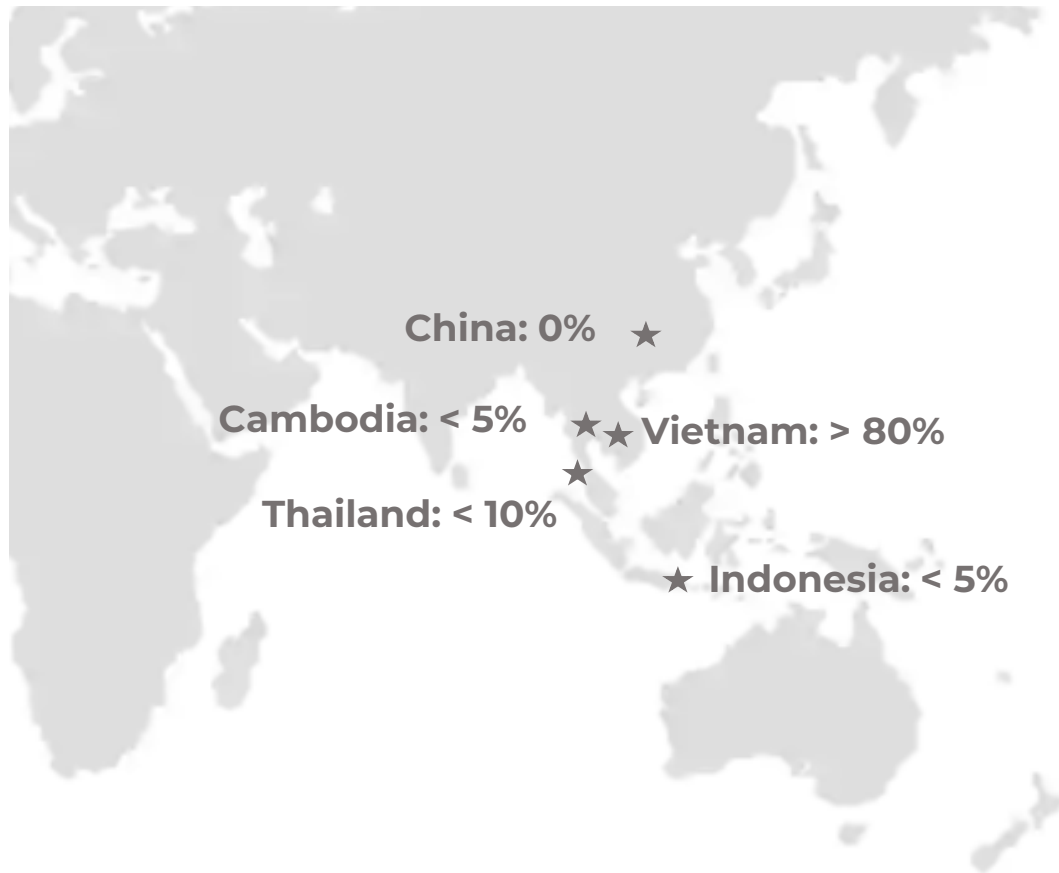 China: 0%
Cambodia: < 5%
Vietnam: > 80%
Thailand: < 10%
Indonesia: < 5%